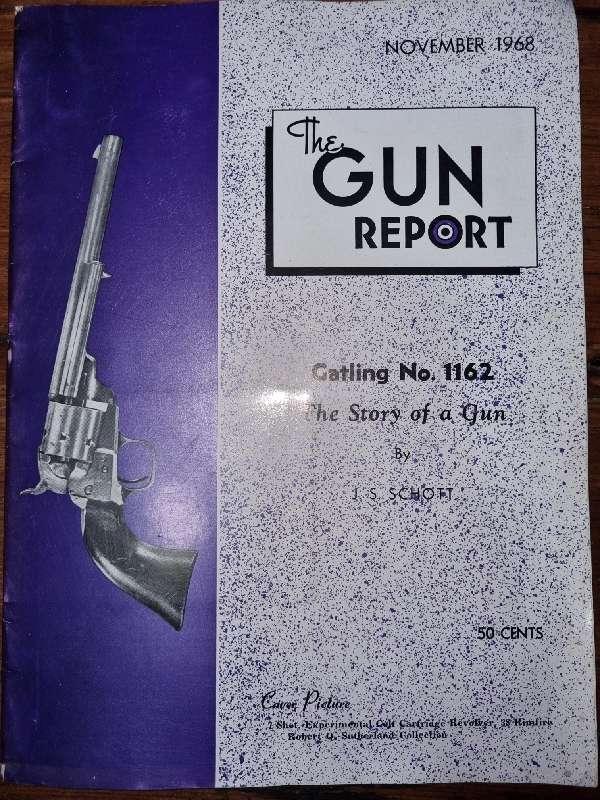 NOVEMBER 1968
The
GUN
REPORT
Gatling No. 1162
The Story of a Gun
By
J. S. SCHOTT
50 CENTS
Cover Picture
7 Shot, Experimental Colt Cartridge Revolver, 38 Rimfire
Robert Q. Sutherland Collection